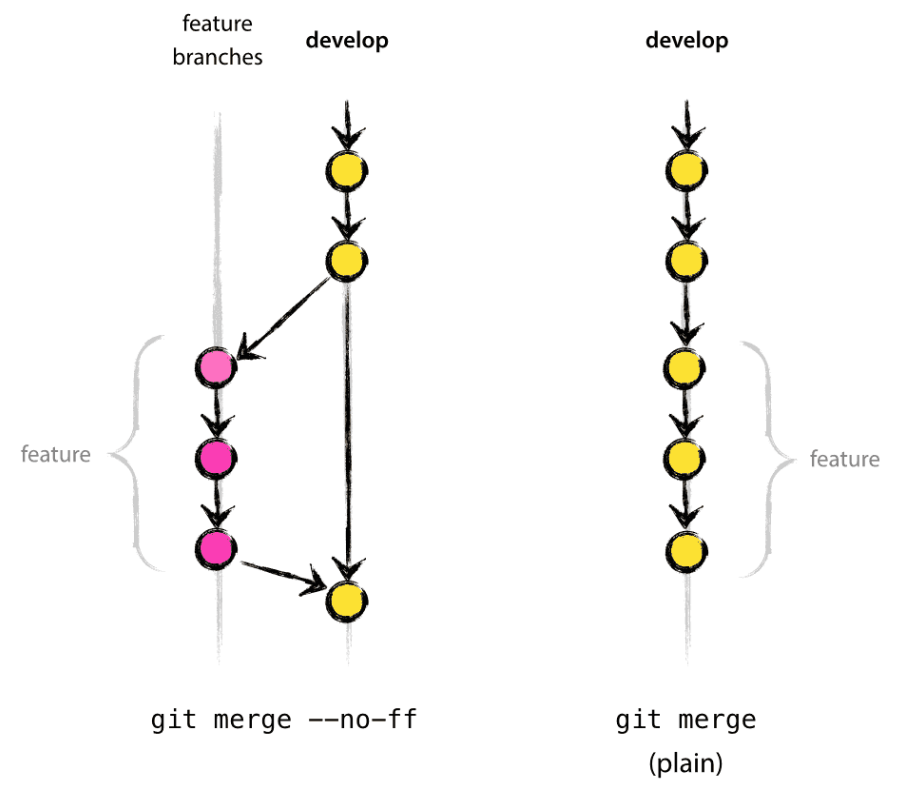 feature
branches
develop
develop
feature
feature
git merge --no-ff
git merge
(plain)